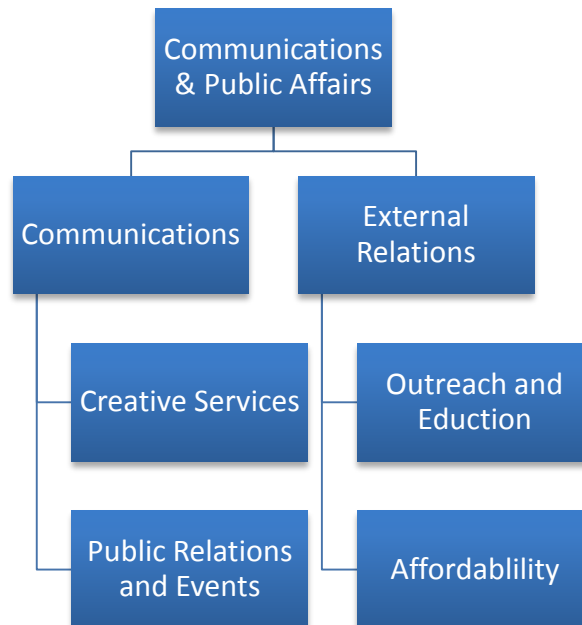 Communications
& Public Affairs
Communications
External
Relations
Creative Services
Outreach and
Eduction
Public Relations
and Events
Affordablility